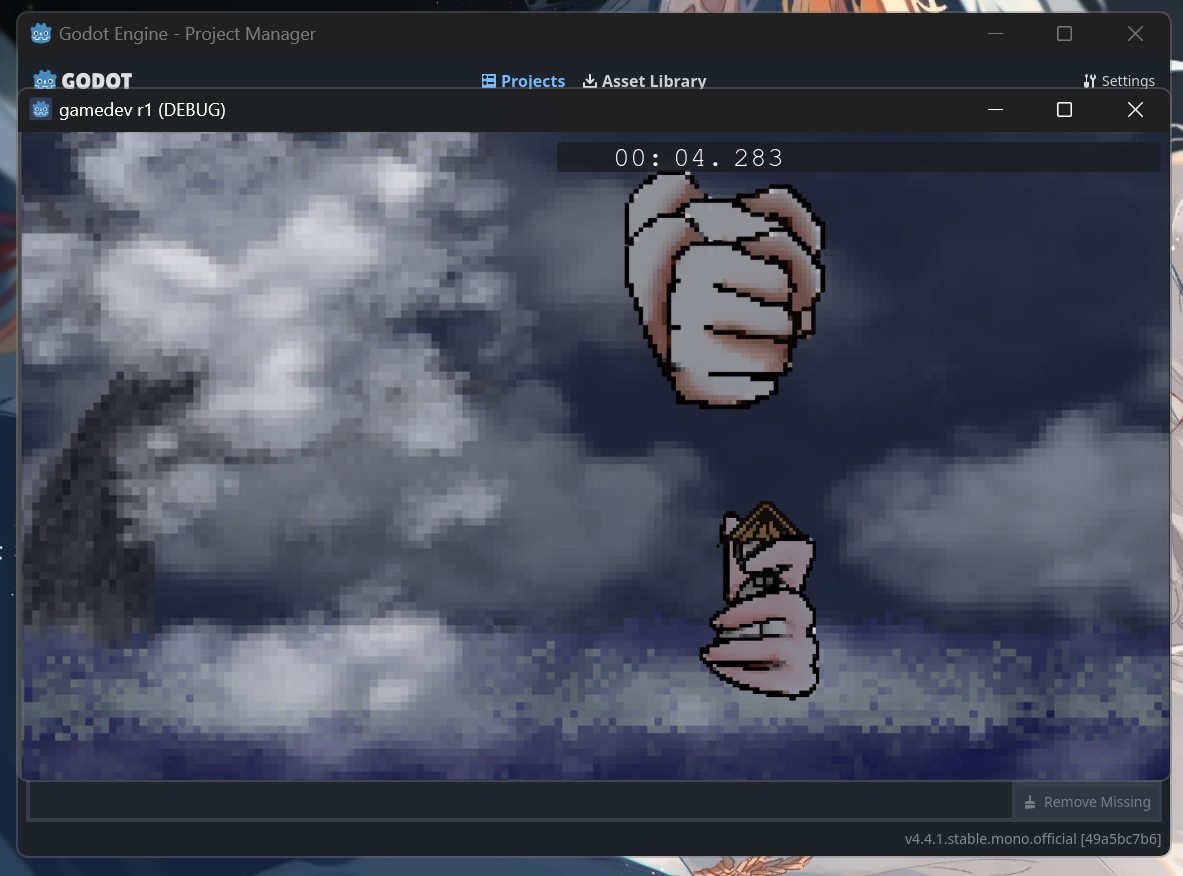 Godot Engine - Project Manager
GODOT Projects Asset Library Settings
gamedev r1 (DEBUG)
00: 04. 283
Remove Missing
v4.4.1.stable.mono.official [49a5bc7b6]